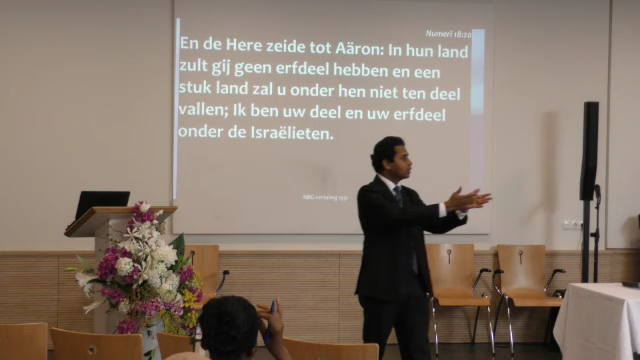 Numeri 18:20
En de Here zeide tot Aäron: In hun land
zult gij geen erfdeel hebben en een
stuk land zal u onder hen niet ten deel
vallen; Ik ben uw deel en uw erfdeel
onder de Israëlieten.
NBG-vertaling 1951